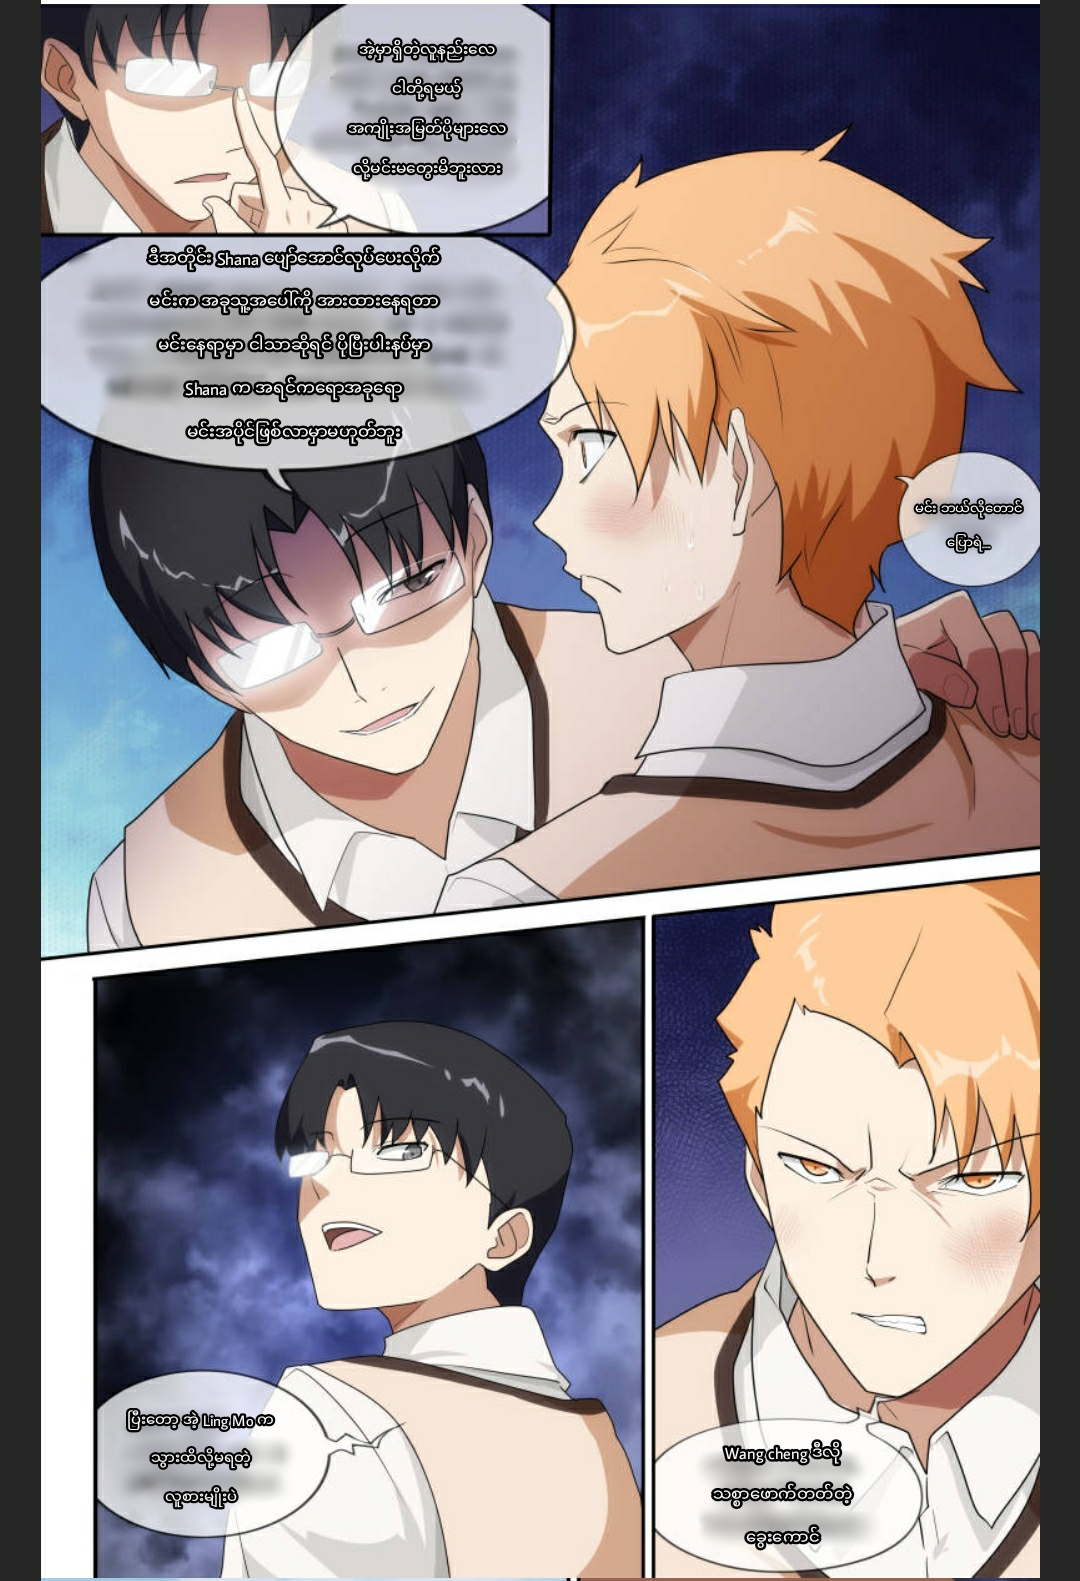 အဲ့မှာရှိတဲ့လူနည်းလေ
ငါတို့ရမယ့်
အကျိုးအမြတ်ပိုများလေ
လို့မင်းမတွေးမိဘူးလား
ဒီအတိုင်း Shana ပျော်အောင်လုပ်ပေးလိုက်
မင်းက အခုသူ့အပေါ်ကို အားထားနေရတာ
မင်းနေရာမှာ ငါသာဆိုရင် ပိုပြီးပါးနပ်မှာ
Shana က အရင်ကရောအခုရော
မင်းအပိုင်ဖြစ်လာမှာမဟုတ်ဘူး
မင်း ဘယ်လိုတောင်
ပြောရဲ...
ပြီးတော့ အဲ့ Ling Mo က
သွားထိလို့မရတဲ့
လူစားမျိုးပဲ
Wang cheng ဒီလို
သစ္စာဖောက်တတ်တဲ့
ခွေးကောင်